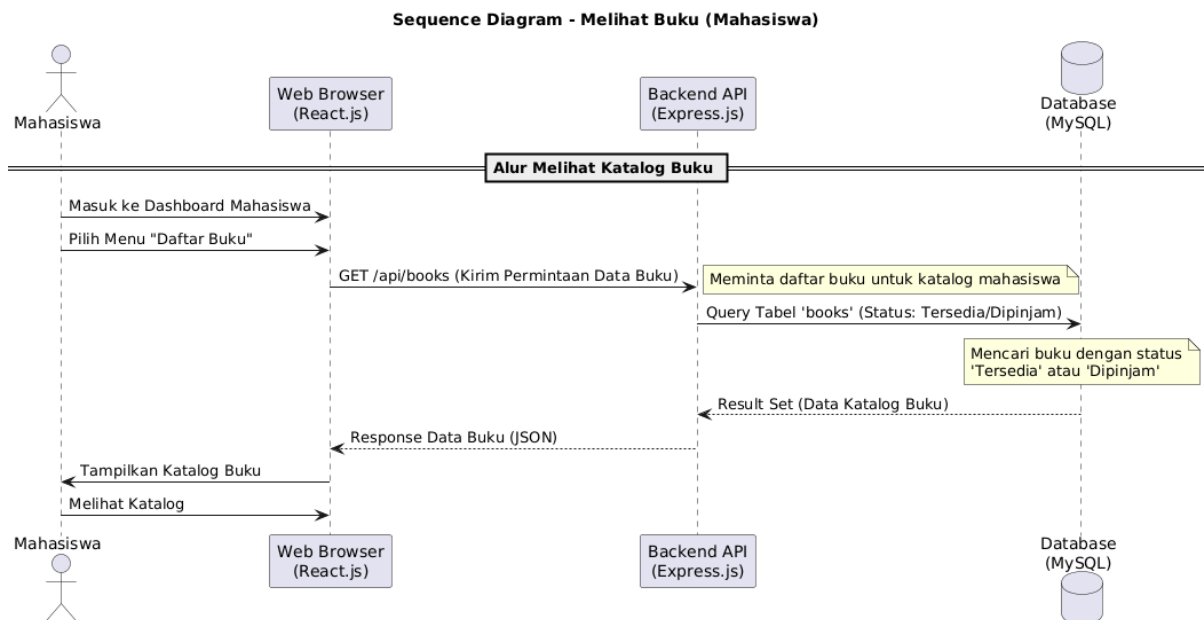 Sequence Diagram - Melihat Buku (Mahasiswa)
Mahasiswa
Web Browser
(React.js)
Backend API
(Express.js)
Database
(MySQL)
Alur Melihat Katalog Buku
Masuk ke Dashboard Mahasiswa
Pilih Menu "Daftar Buku"
GET /api/books (Kirim Permintaan Data Buku)
Meminta daftar buku untuk katalog mahasiswa
Query Tabel 'books' (Status: Tersedia/Dipinjam)
Mencari buku dengan status
'Tersedia' atau 'Dipinjam'
Result Set (Data Katalog Buku)
Response Data Buku (JSON)
Tampilkan Katalog Buku
Melihat Katalog
Mahasiswa
Web Browser
(React.js)
Backend API
(Express.js)
Database
(MySQL)